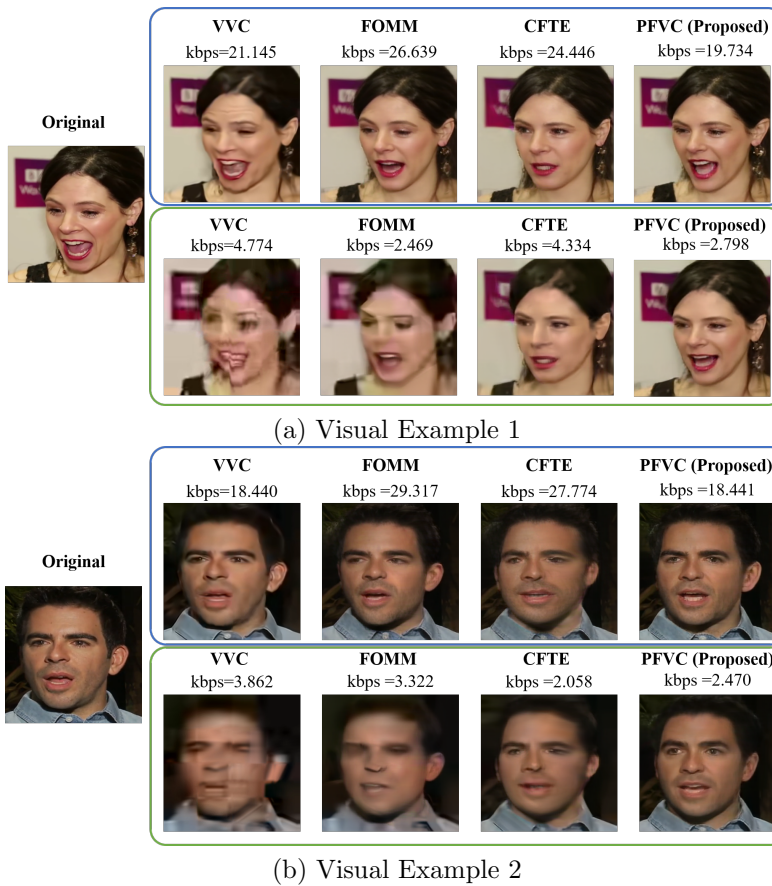 VVC FOMM CFTE PFVC (Proposed)
kbps=21.145 kbps =26.639 kbps =24.446 kbps =19.734
Original
VVC FOMM CFTE PFVC (Proposed)
kbps=4.774 kbps =2.469 kbps =4.334 kbps =2.798
(a) Visual Example 1
VVC FOMM CFTE PFVC (Proposed)
kbps=18.440 kbps =29.317 kbps =27.774 kbps =18.441
Original
VVC FOMM CFTE PFVC (Proposed)
kbps=3.862 kbps =3.322 kbps =2.058 kbps =2.470
(b) Visual Example 2